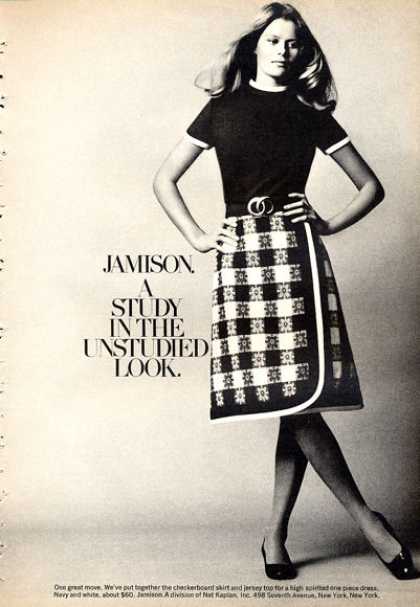 JAMISON.
A
STUDY
IN THE
UNSTUDIED
LOOK.
One great move. We've put together the checkerboard skirt and jersey top for a high spirited one piece dress.
Navy and white, about $60. Jamison. A division of Nat Kaplan, Inc. 498 Seventh Avenue, New York, New York.